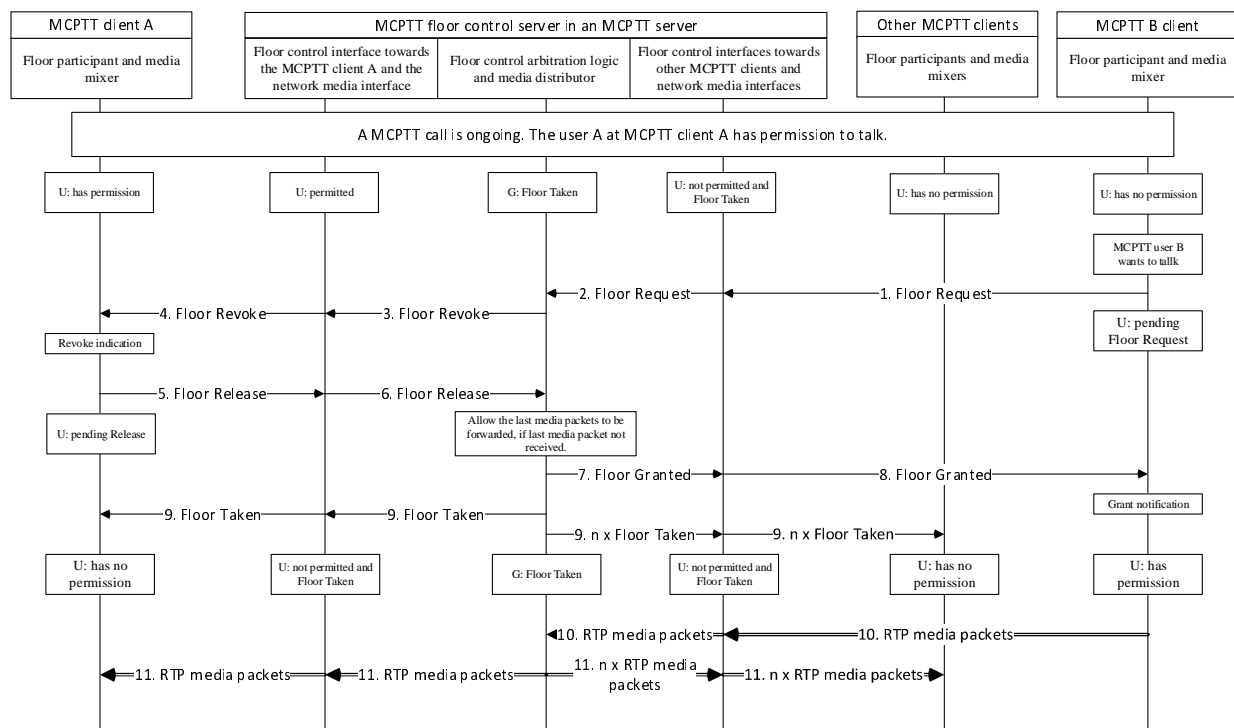 MCPTT client A
MCPTT floor control server in an MCPTT server
Other MCPTT clients
MCPTT B client
Floor participant and media
mixer
Floor control interface towards
the MCPTT client A and the
network media interface
Floor control arbitration logic
and media distributor
Floor control interfaces towards
other MCPTT clients and
network media interfaces
Floor participants and media
mixers
Floor participant and media
mixer
A MCPTT call is ongoing. The user A at MCPTT client A has permission to talk.
U: has permission
U: permitted
G: Floor Taken
U: not permitted and
Floor Taken
U: has no permission
U: has no permission
MCPTT user B
wants to tallk
2. Floor Request
1. Floor Request
4. Floor Revoke
3. Floor Revoke
U: pending
Floor Request
Revoke indication
5. Floor Release
6. Floor Release
U: pending Release
Allow the last media packets to be
forwarded, if last media packet not
received.
7. Floor Granted
8. Floor Granted
Grant notification
9. Floor Taken
9. Floor Taken
9. n x Floor Taken
9. n x Floor Taken
U: has no
permission
U: not permitted and
Floor Taken
G: Floor Taken
U: not permitted and
Floor Taken
U: has no
permission
U: has
permission
10. RTP media packets
10. RTP media packets
11. RTP media packets
11. RTP media packets
11. n x RTP media
packets
11. n x RTP media packets